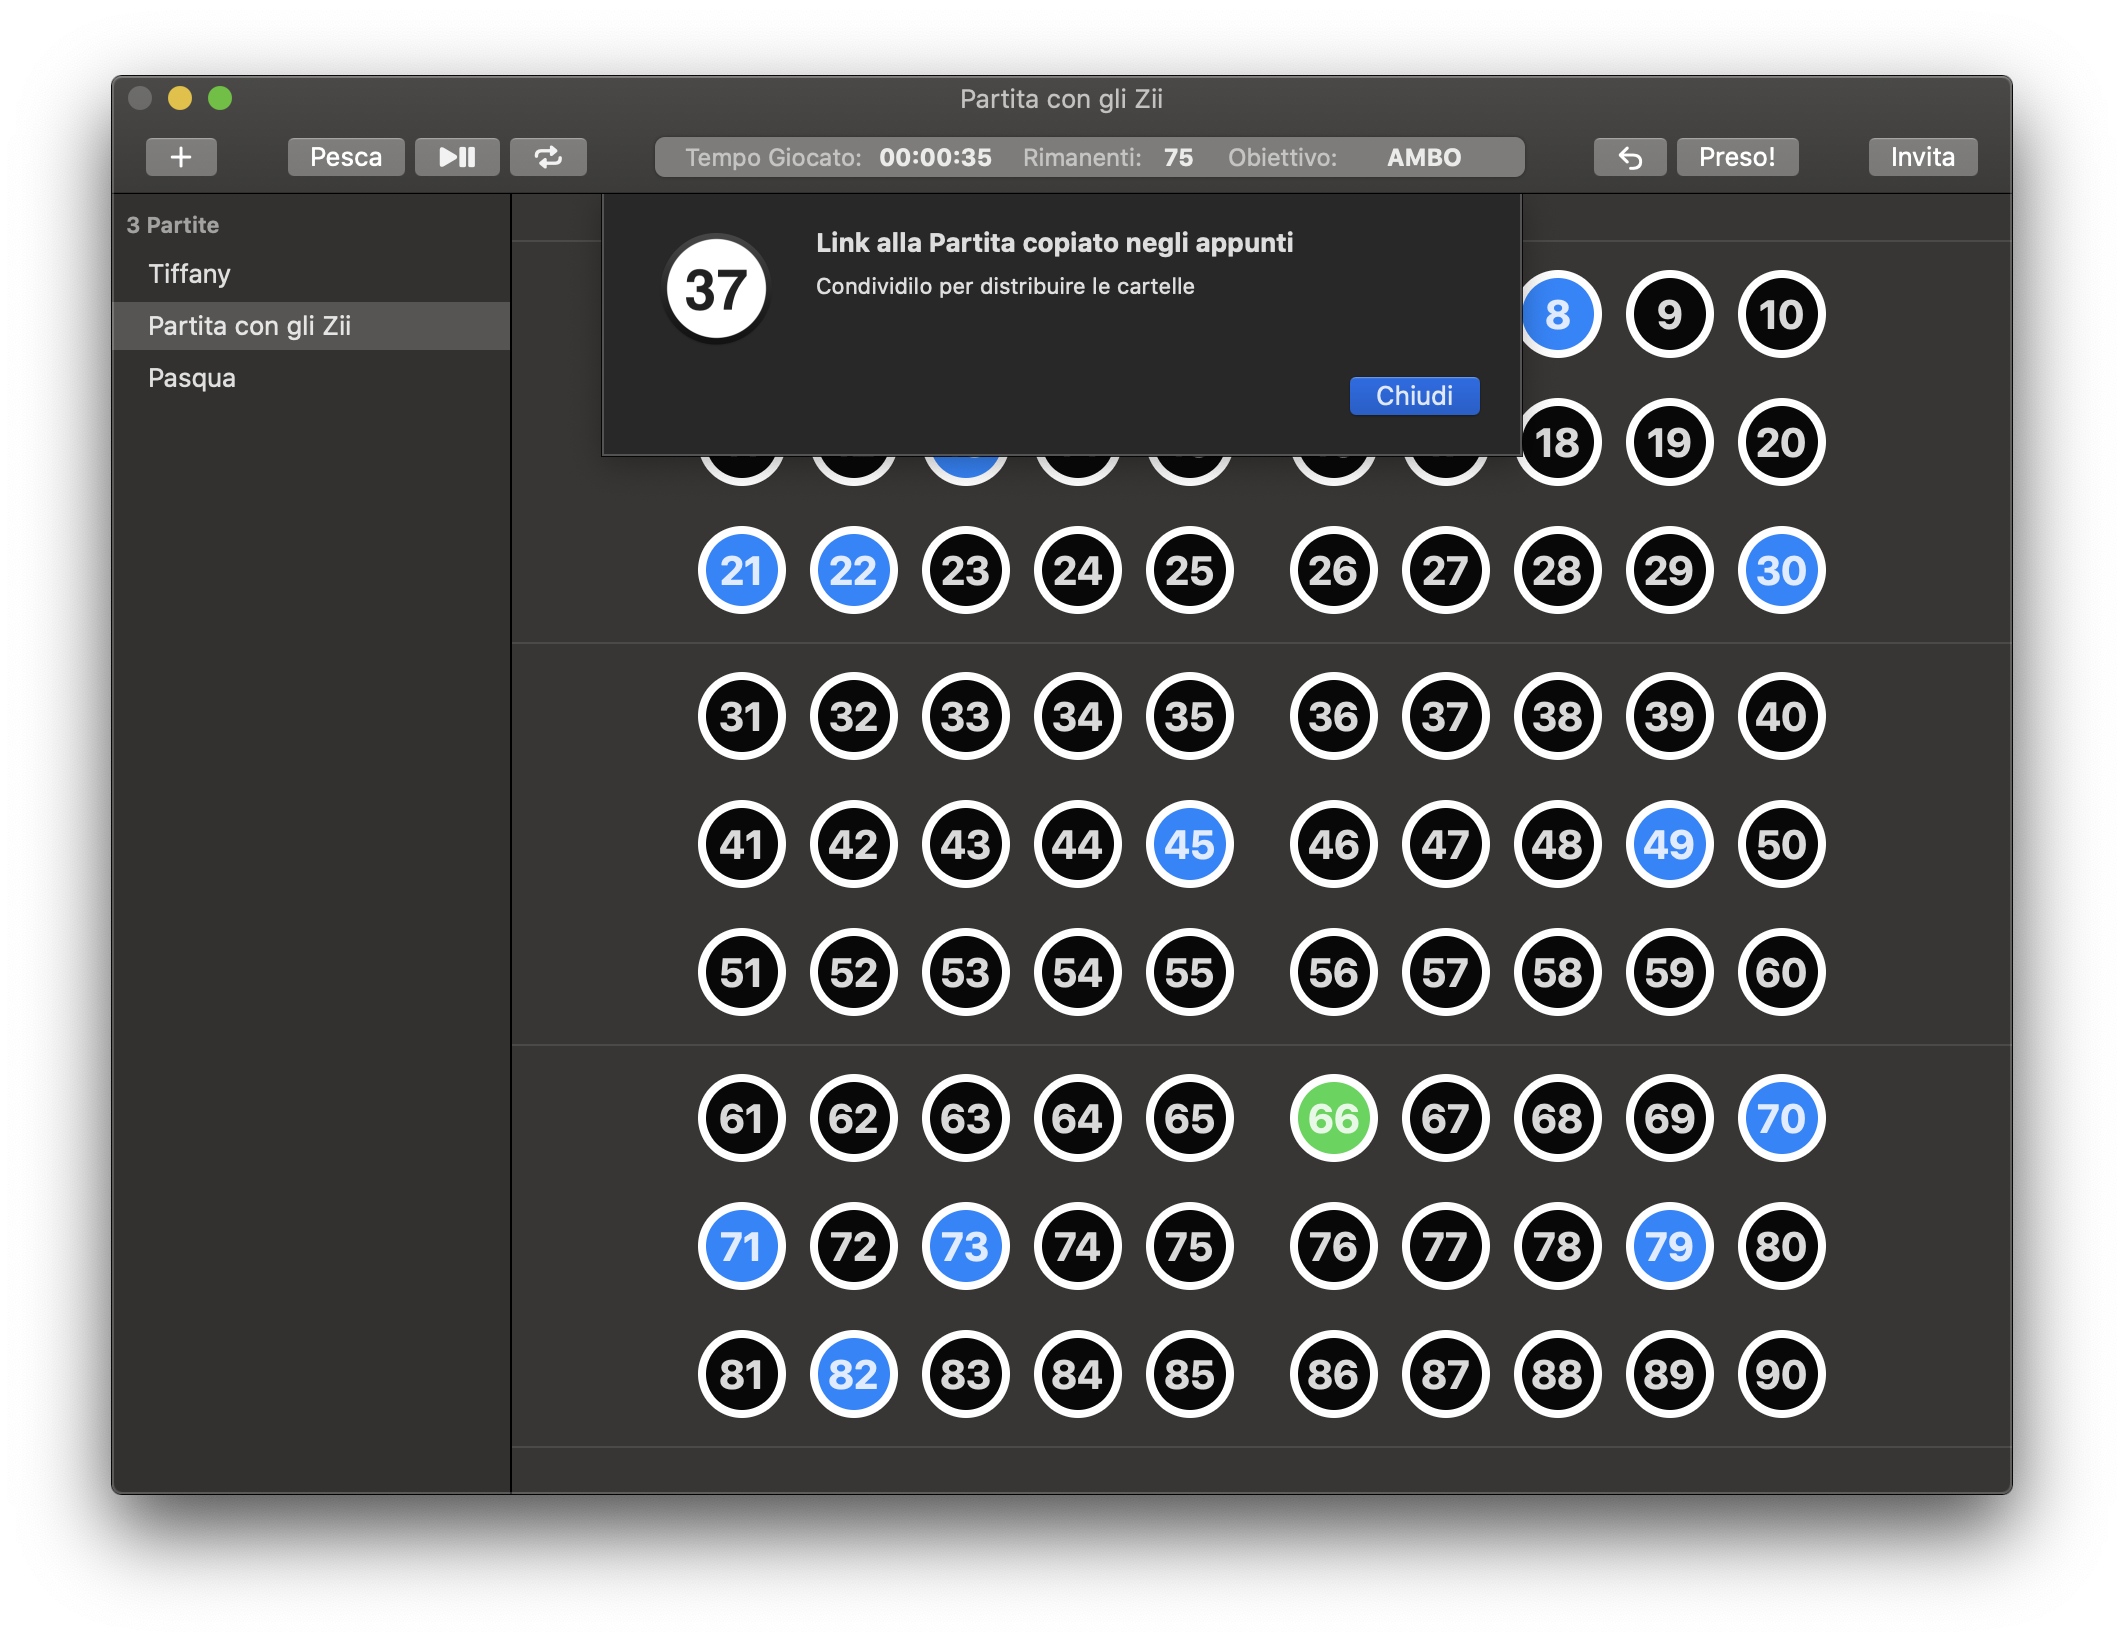 Partita con gli Zii
+ Pesca Tempo Giocato: 00:00:35 Rimanenti: 75 Obiettivo: AMBO Preso! Invita
3 Partite
Tiffany
Partita con gli Zii
Pasqua
37
Link alla Partita copiato negli appunti
Condividilo per distribuire le cartelle
Chiudi
8 9 10
18 19 20
21 22 23 24 25 26 27 28 29 30
31 32 33 34 35 36 37 38 39 40
41 42 43 44 45 46 47 48 49 50
51 52 53 54 55 56 57 58 59 60
61 62 63 64 65 66 67 68 69 70
71 72 73 74 75 76 77 78 79 80
81 82 83 84 85 86 87 88 89 90